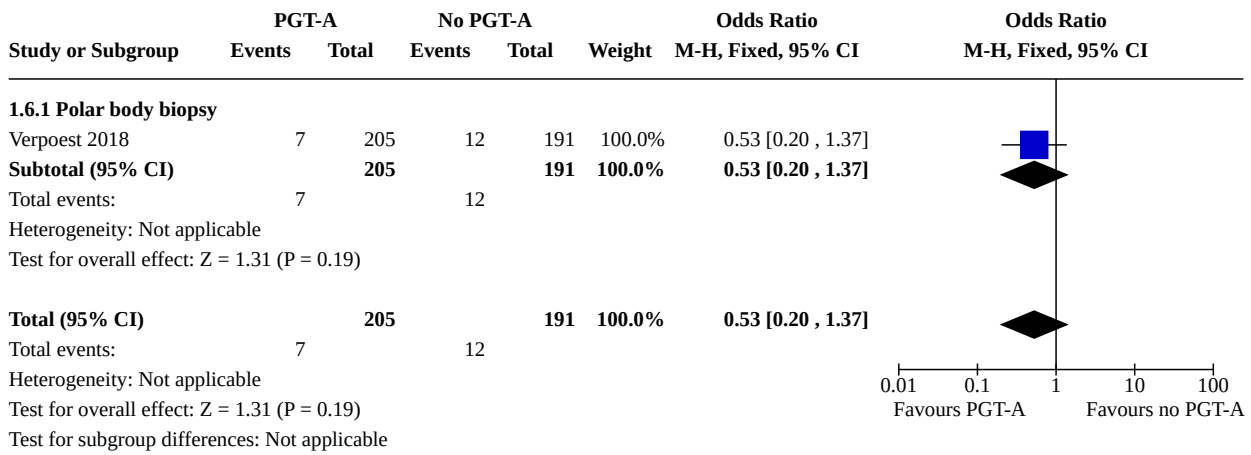 PGT-A No PGT-A Odds Ratio Odds Ratio
Study or Subgroup Events Total Events Total Weight M-H, Fixed, 95% CI M-H, Fixed, 95% CI
1.6.1 Polar body biopsy
Verpoest 2018 7 205 12 191 100.0% 0.53 [0.20 , 1.37]
Subtotal (95% CI) 205 191 100.0% 0.53 [0.20 , 1.37]
Total events: 7 12
Heterogeneity: Not applicable
Test for overall effect: Z = 1.31 (P = 0.19)
Total (95% CI) 205 191 100.0% 0.53 [0.20 , 1.37]
Total events: 7 12
Heterogeneity: Not applicable 0.01 0.1 1 10 100
Test for overall effect: Z = 1.31 (P = 0.19) Favours PGT-A Favours no PGT-A
Test for subgroup differences: Not applicable